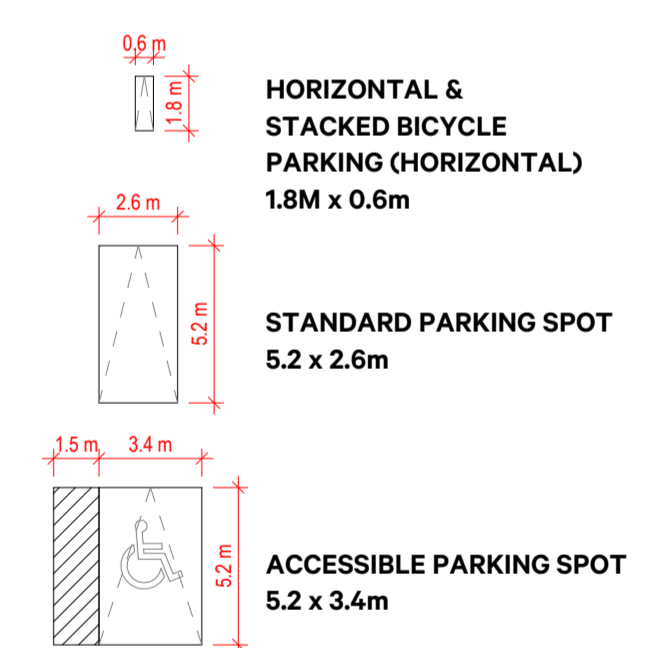 0.6 m
1.8 m
HORIZONTAL &
STACKED BICYCLE
PARKING (HORIZONTAL)
1.8M x 0.6m
2.6 m
5.2 m
STANDARD PARKING SPOT
5.2 x 2.6m
1.5 m
3.4 m
5.2 m
ACCESSIBLE PARKING SPOT
5.2 x 3.4m